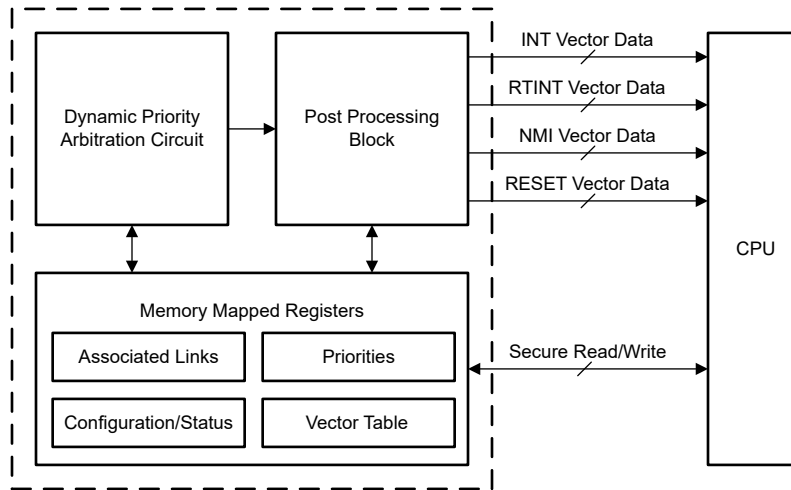 INT Vector Data
RTINT Vector Data
Dynamic Priority
Arbitration Circuit
Post Processing
Block
NMI Vector Data
RESET Vector Data
CPU
Memory Mapped Registers
Associated Links
Priorities
Secure Read/Write
Configuration/Status
Vector Table